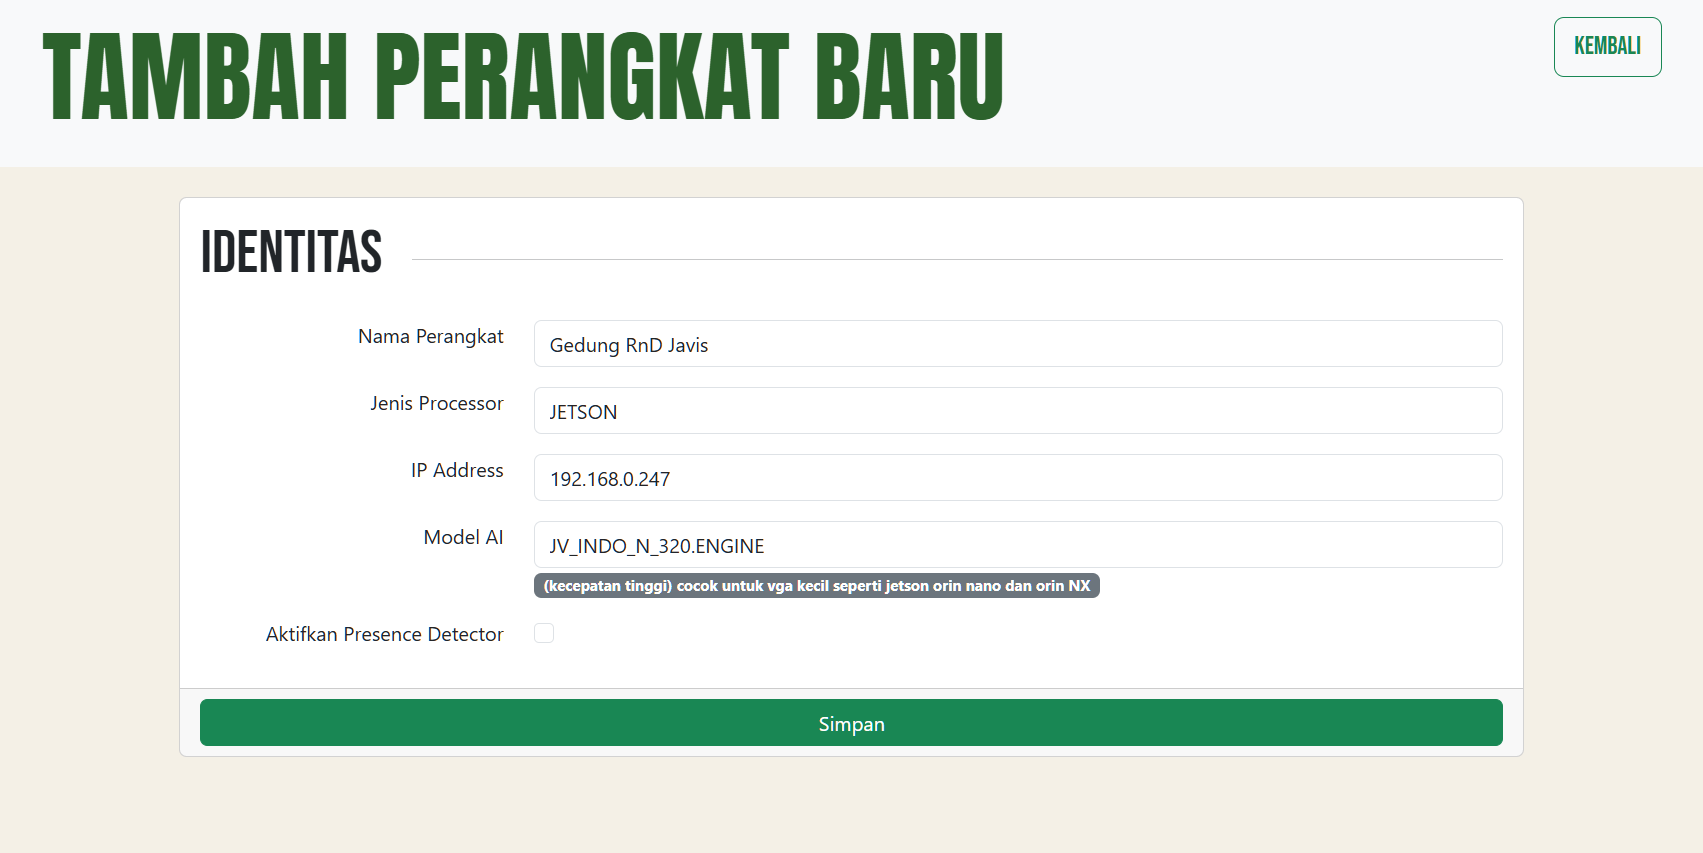 TAMBAH PERANGKAT BARU
KEMBALI
IDENTITAS
Nama Perangkat
Gedung RnD Javis
Jenis Processor
JETSON
IP Address
192.168.0.247
Model AI
JV_INDO_N_320.ENGINE
(kecepatan tinggi) cocok untuk vga kecil seperti jetson orin nano dan orin NX
Aktifkan Presence Detector
Simpan